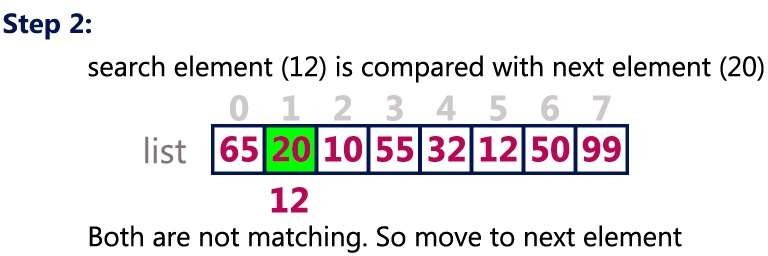 Step 2:
search element (12) is compared with next element (20)
0 1 2 3 4 5 6 7
list 65 20 10 55 32 12 50 99
12
Both are not matching. So move to next element